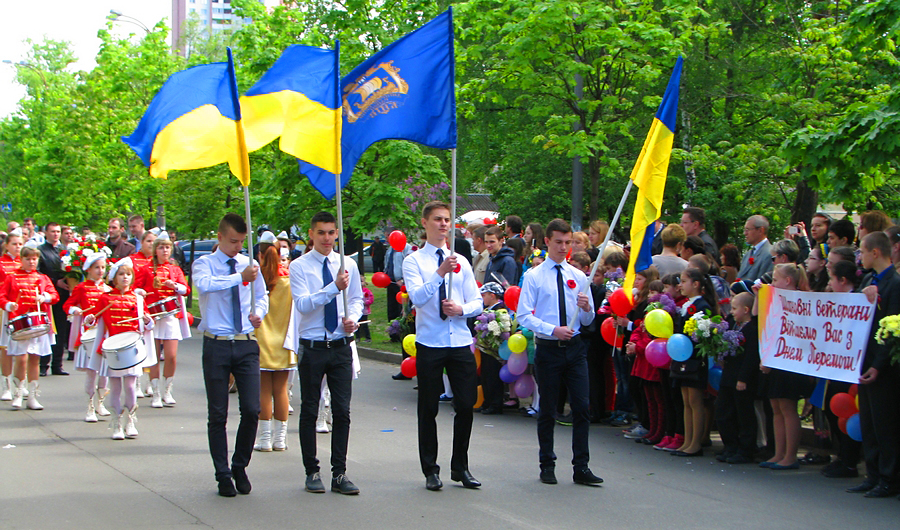 Шановні ветерани
Вітаємо Вас з
Днем Перемоги!